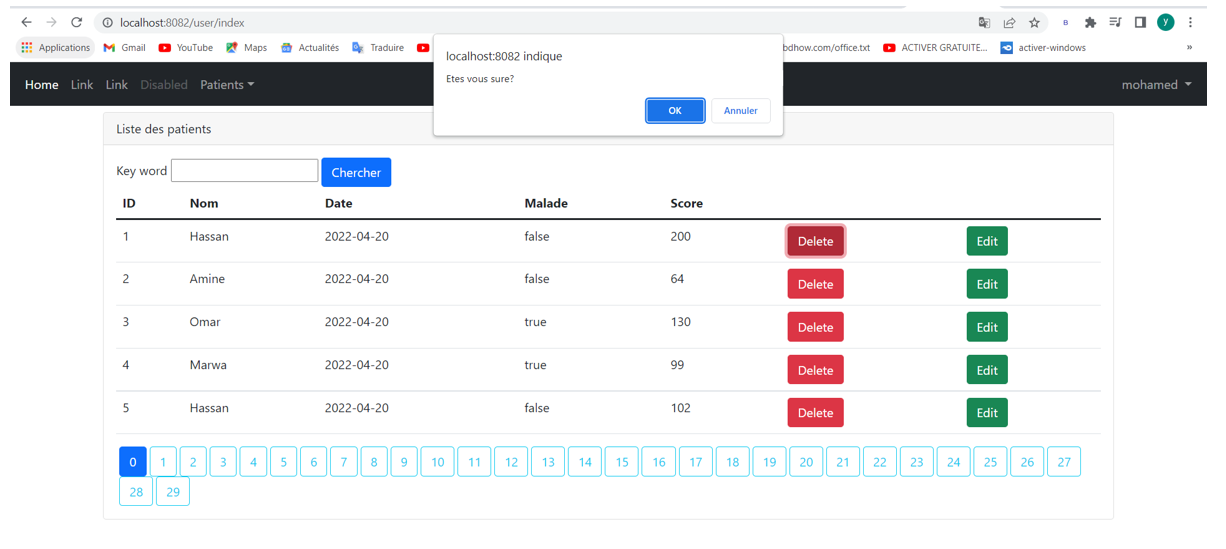 localhost:8082/user/index
Applications Gmail YouTube Maps Actualités Traduire bdhow.com/office.txt ACTIVER GRATUITE... activer-windows »
localhost:8082 indique
Etes vous sure?
OK Annuler
Home Link Link Disabled Patients mohamed
Liste des patients
Key word Chercher
ID Nom Date Malade Score
1 Hassan 2022-04-20 false 200 Delete Edit
2 Amine 2022-04-20 false 64 Delete Edit
3 Omar 2022-04-20 true 130 Delete Edit
4 Marwa 2022-04-20 true 99 Delete Edit
5 Hassan 2022-04-20 false 102 Delete Edit
0 1 2 3 4 5 6 7 8 9 10 11 12 13 14 15 16 17 18 19 20 21 22 23 24 25 26 27
28 29